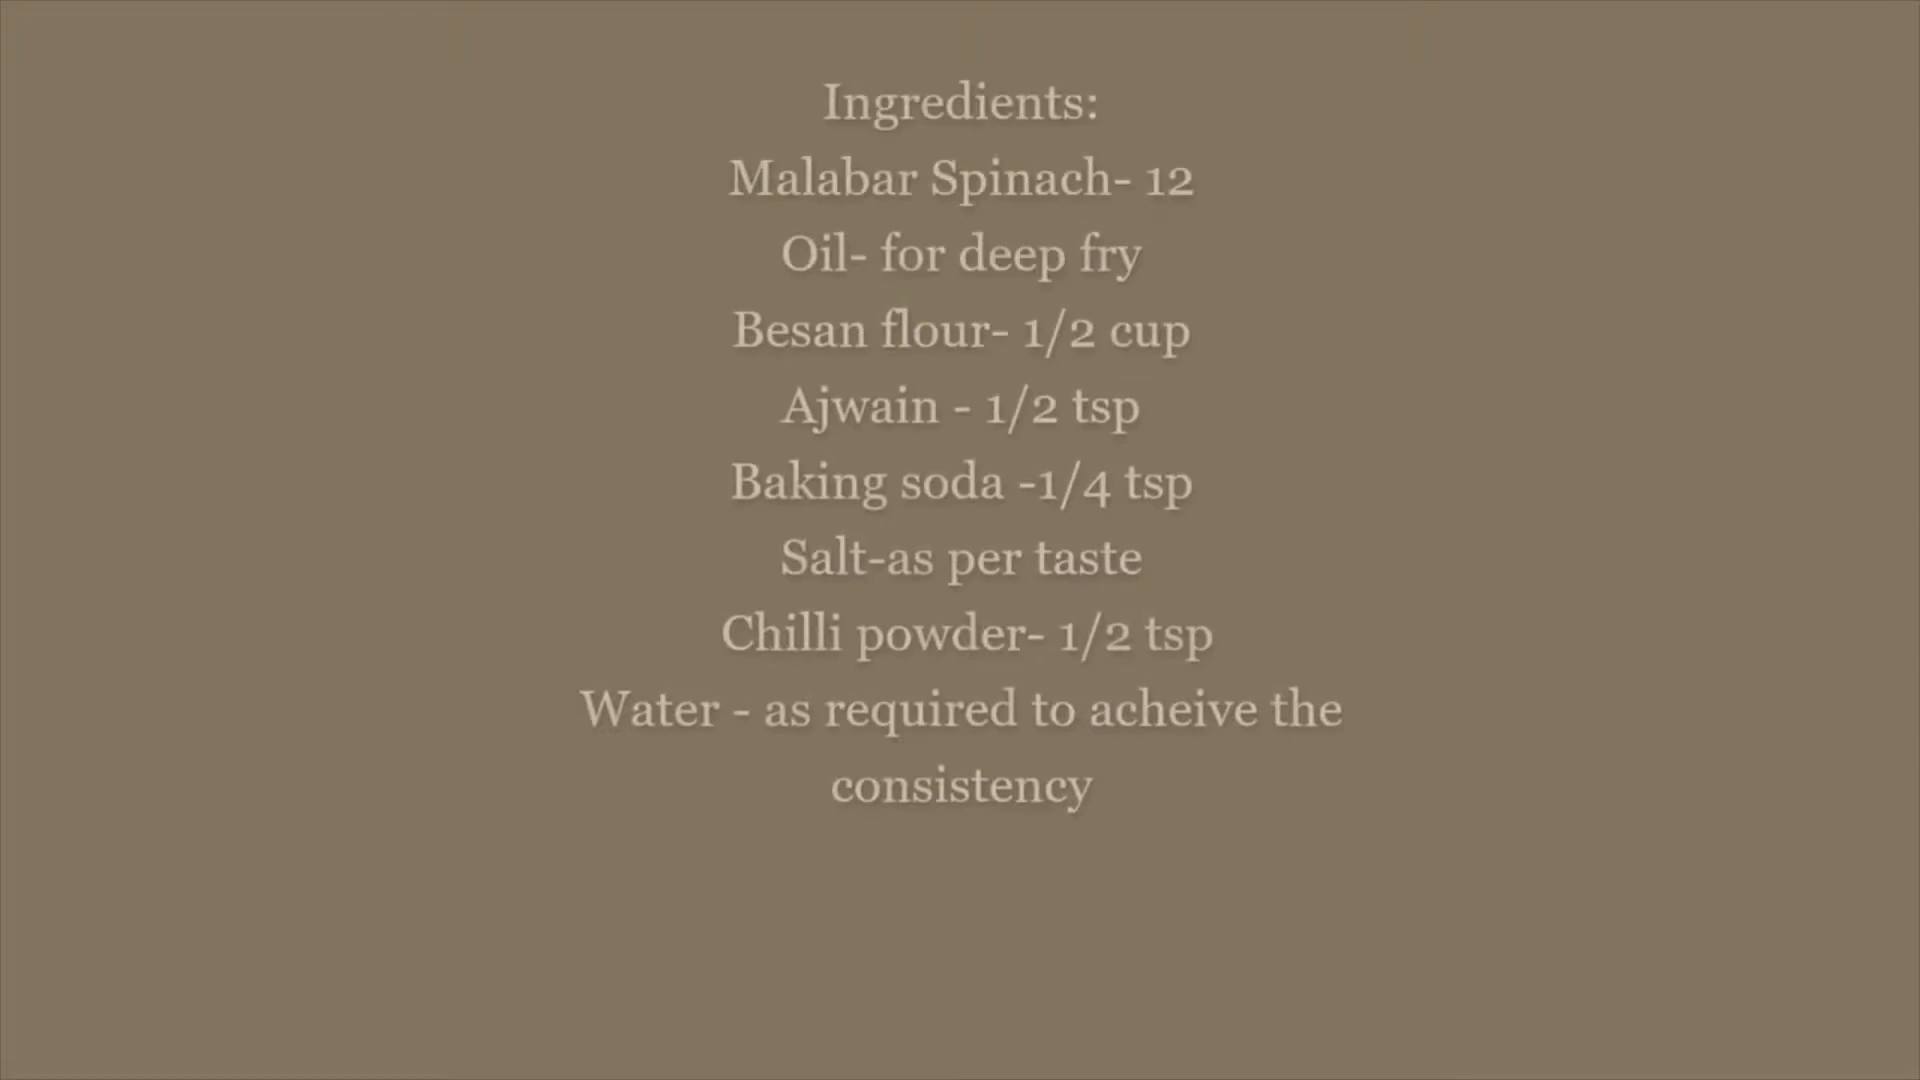 Ingredients:
Malabar Spinach- 12
Oil- for deep fry
Besan flour- 1/2 cup
Ajwain - 1/2 tsp
Baking soda -1/4 tsp
Salt-as per taste
Chilli powder- 1/2 tsp
Water - as required to acheive the
consistency